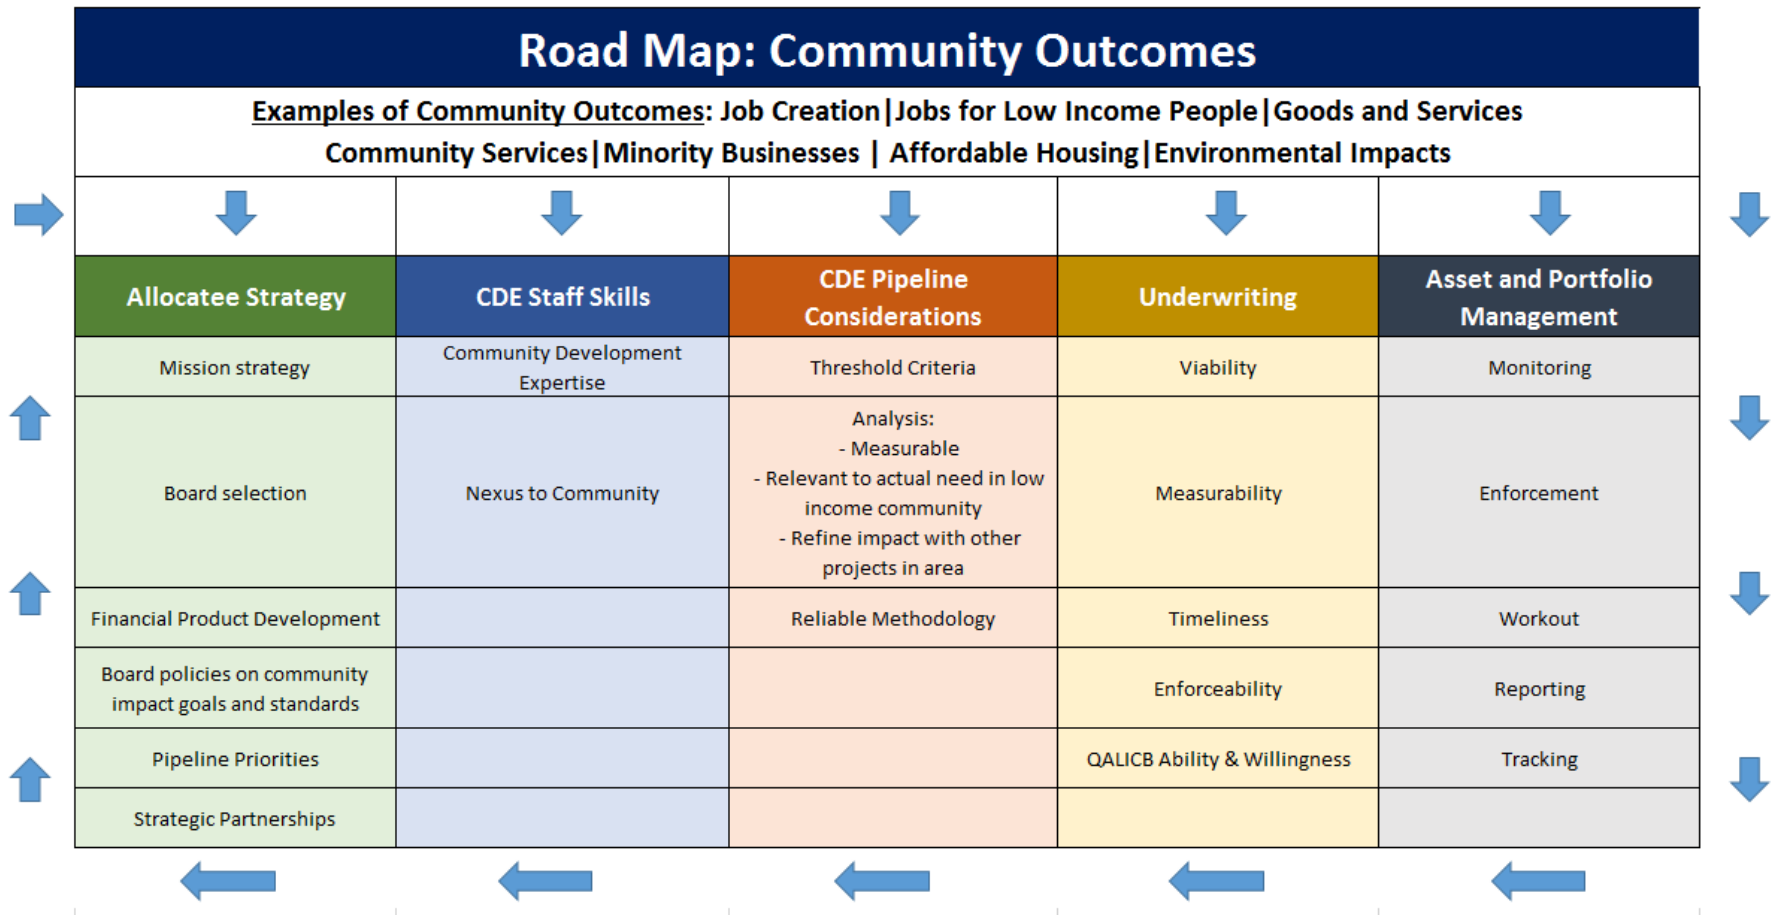 Road Map: Community Outcomes
Examples of Community Outcomes: Job Creation|Jobs for Low Income People|Goods and Services
Community Services|Minority Businesses | Affordable Housing|Environmental Impacts
Allocatee Strategy
CDE Staff Skills
CDE Pipeline
Considerations
Underwriting
Asset and Portfolio
Management
Mission strategy
Community Development
Expertise
Threshold Criteria
Viability
Monitoring
Board selection
Nexus to Community
Analysis:
- Measurable
- Relevant to actual need in low
income community
- Refine impact with other
projects in area
Measurability
Enforcement
Financial Product Development
Reliable Methodology
Timeliness
Workout
Board policies on community
impact goals and standards
Enforceability
Reporting
Pipeline Priorities
QALICB Ability & Willingness
Tracking
Strategic Partnerships